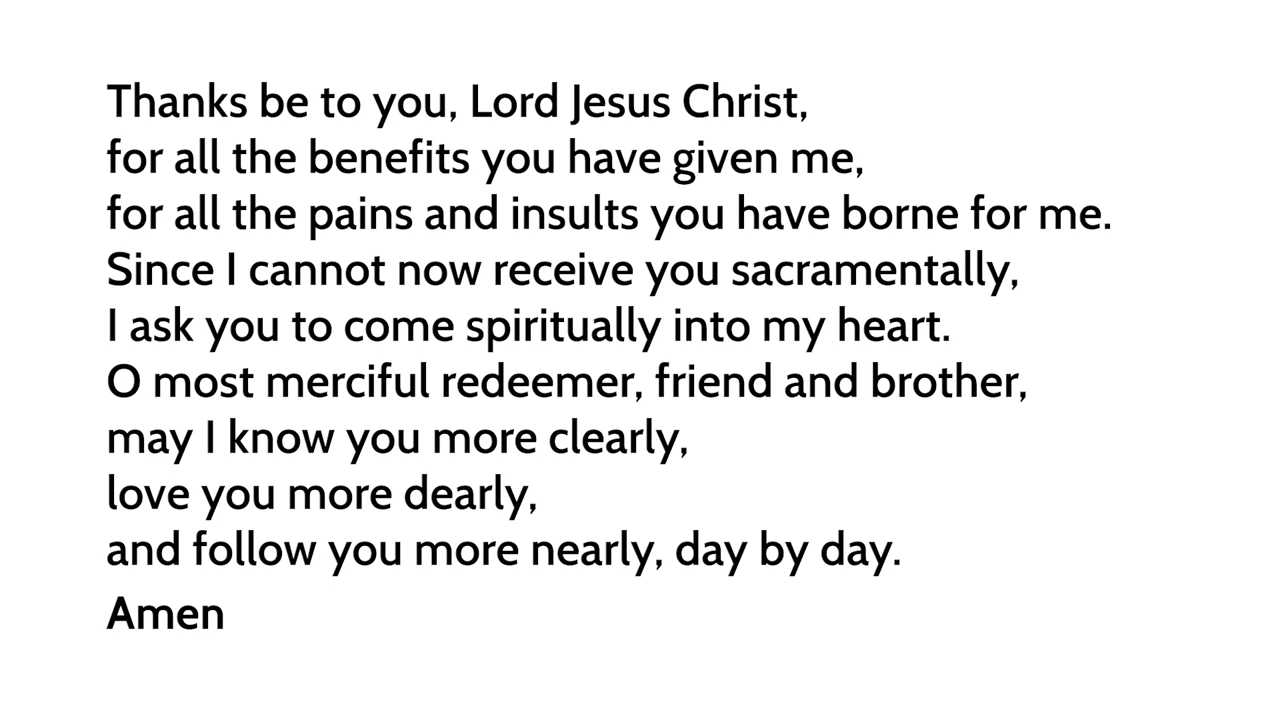 Thanks be to you, Lord Jesus Christ,
for all the benefits you have given me,
for all the pains and insults you have borne for me.
Since I cannot now receive you sacramentally,
I ask you to come spiritually into my heart.
O most merciful redeemer, friend and brother,
may I know you more clearly,
love you more dearly,
and follow you more nearly, day by day.
Amen